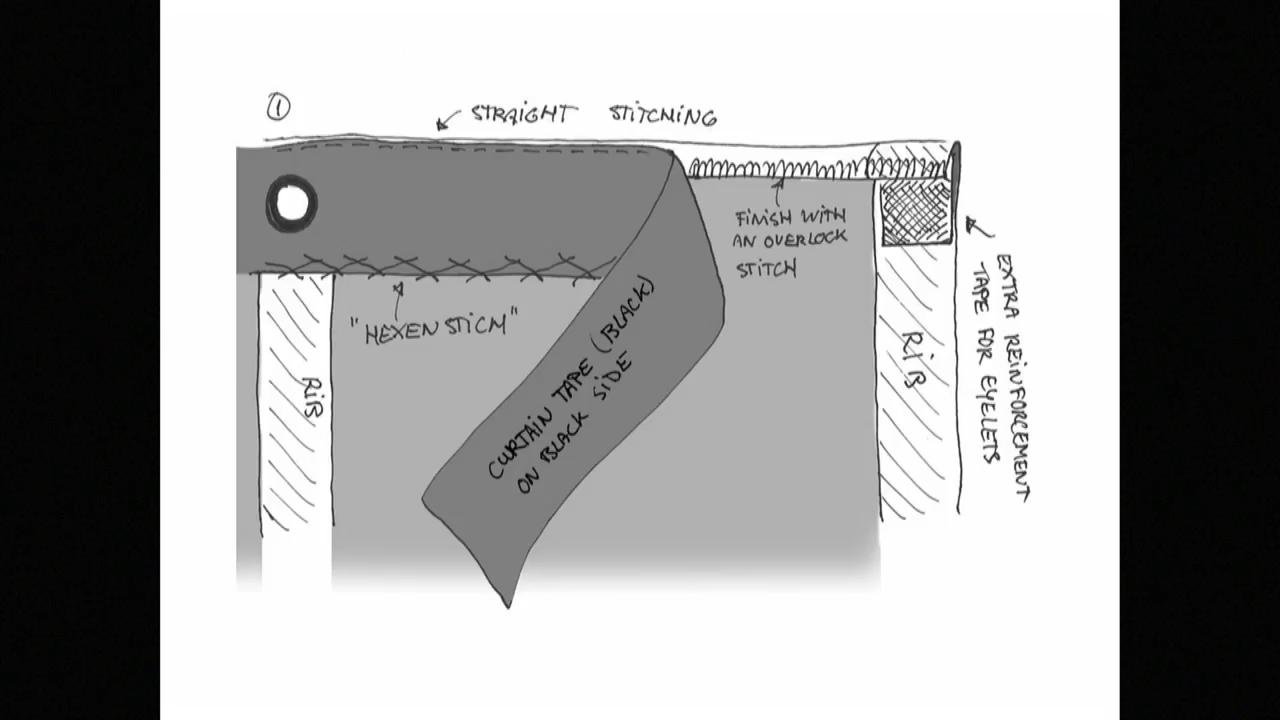 ①
STRAIGHT STITCHING
FINISH WITH
AN OVERLOCK
STITCH
"HEXENSTICH"
RIB
CURTAIN TAPE (BLACK)
ON BLACK SIDE
RIB
EXTRA REINFORCEMENT
TAPE FOR EYELETS